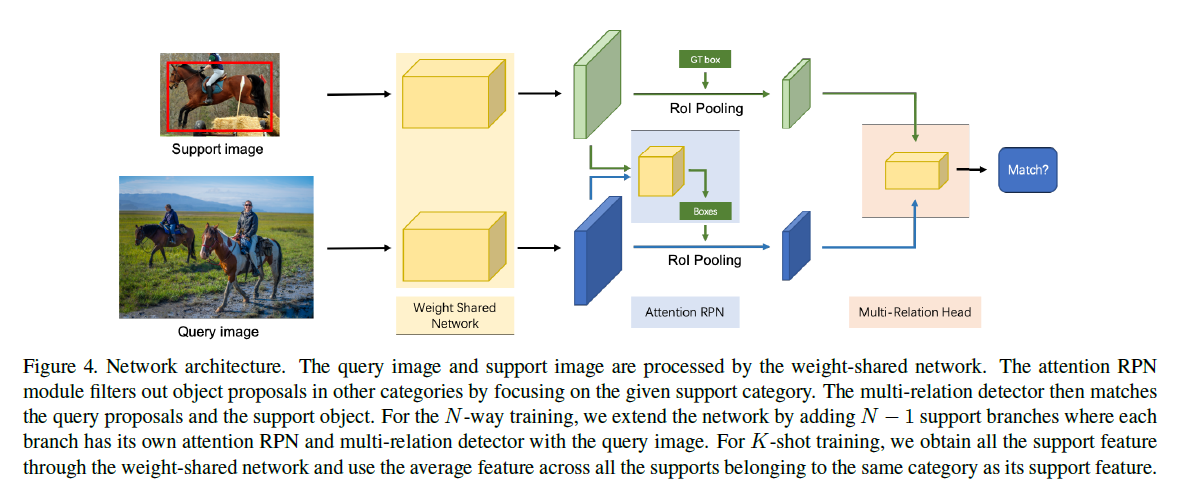 GT box
RoI Pooling
Support image
Match?
Boxes
RoI Pooling
Query image
Weight Shared
Network
Attention RPN
Multi-Relation Head
Figure 4. Network architecture. The query image and support image are processed by the weight-shared network. The attention RPN
module filters out object proposals in other categories by focusing on the given support category. The multi-relation detector then matches
the query proposals and the support object. For the N-way training, we extend the network by adding N − 1 support branches where each
branch has its own attention RPN and multi-relation detector with the query image. For K-shot training, we obtain all the support feature
through the weight-shared network and use the average feature across all the supports belonging to the same category as its support feature.